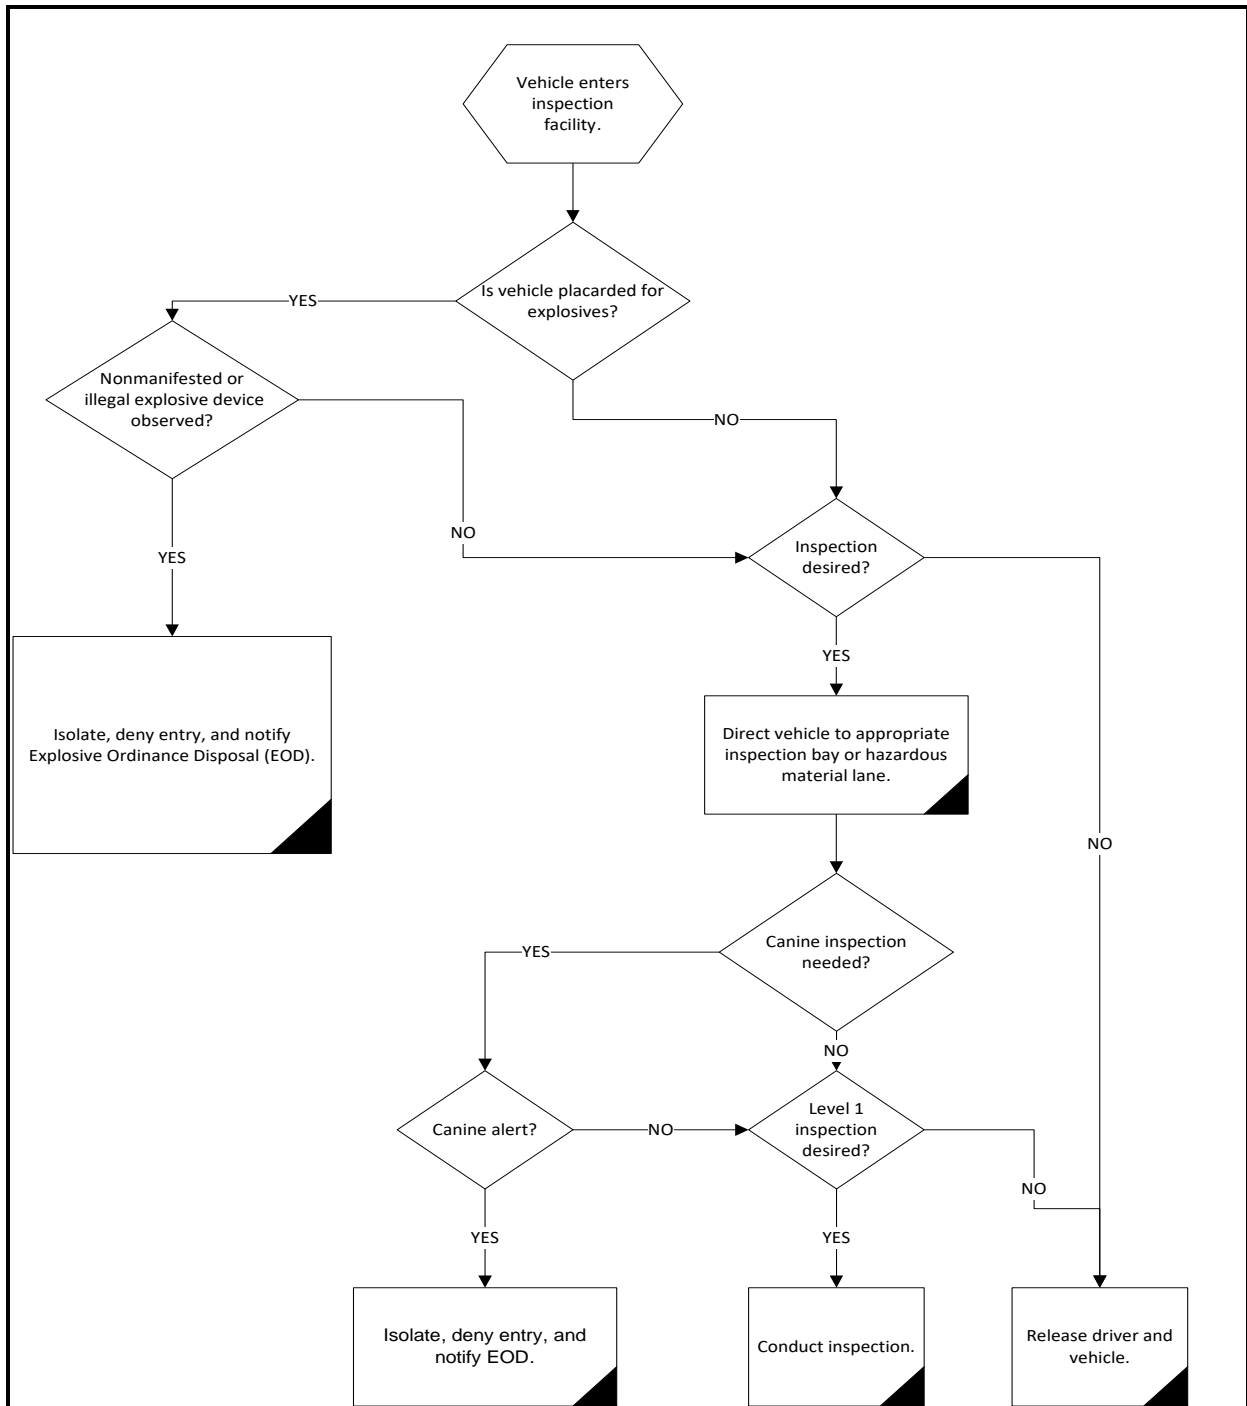 Vehicle enters
inspection
facility.
Is vehicle placarded for
explosives?
YES
Nonmanifested or
illegal explosive device
observed?
NO
NO
YES
Inspection
desired?
YES
Isolate, deny entry, and notify
Explosive Ordinance Disposal (EOD).
Direct vehicle to appropriate
inspection bay or hazardous
material lane.
NO
Canine inspection
needed?
YES
NO
Canine alert?
NO
Level 1
inspection
desired?
NO
YES
YES
Isolate, deny entry, and
notify EOD.
Conduct inspection.
Release driver and
vehicle.